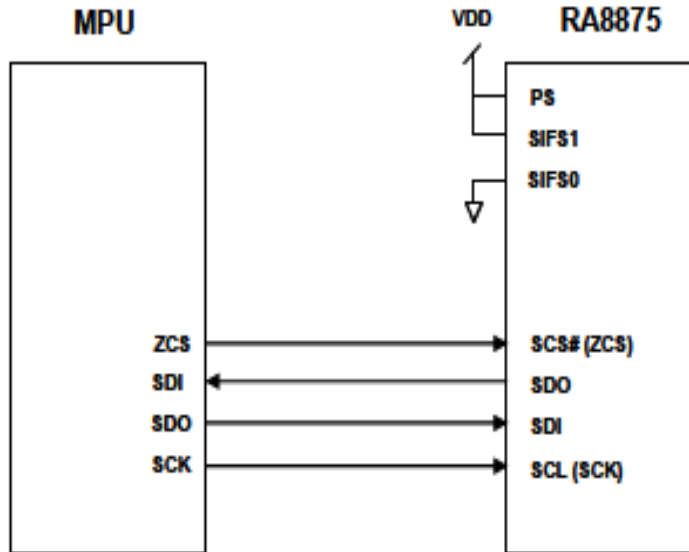 MPU
VDD
RA8875
PS
SIFS1
SIFS0
ZCS
SCS# (ZCS)
SDI
SDO
SDO
SDI
SCK
SCL (SCK)